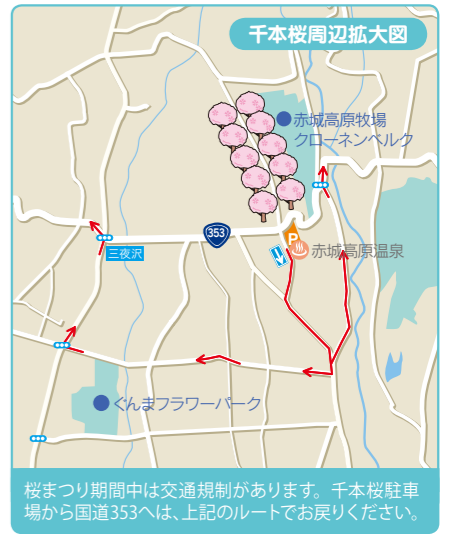 千本桜周辺拡大図
赤城高原牧場
クローネンベルク
353
三夜沢
P
赤城高原温泉
ぐんまフラワーパーク
桜まつり期間中は交通規制があります。千本桜駐車
場から国道353へは、上記のルートでお戻りください。